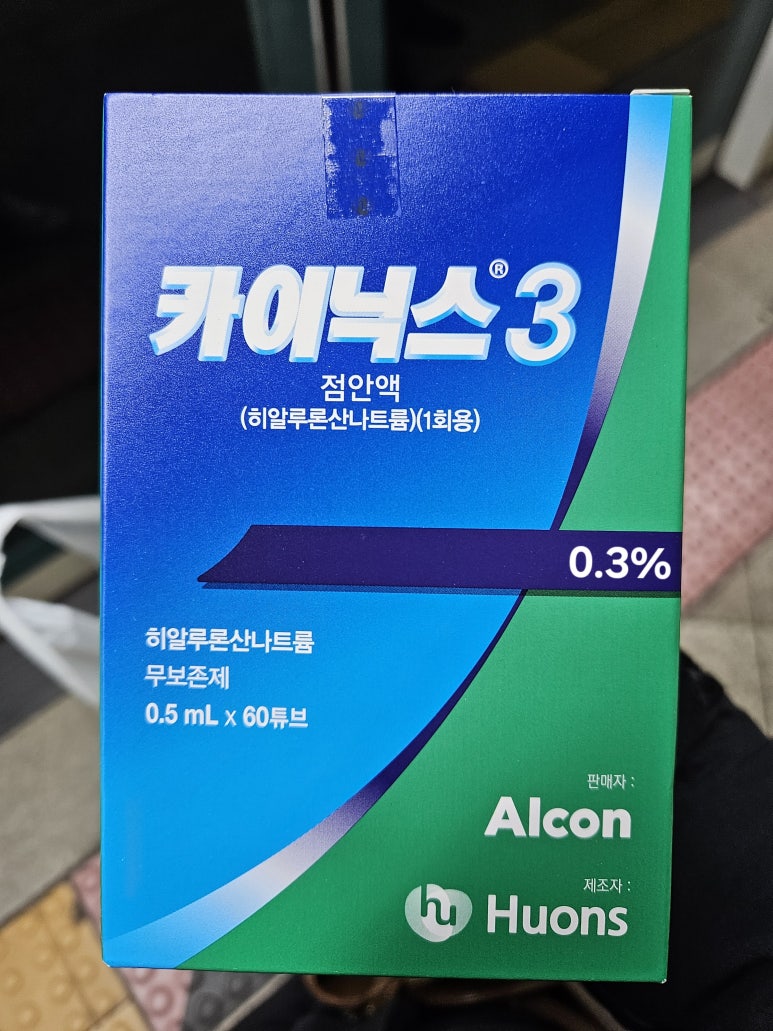 카이닉스® 3
점안액
(히알루론산나트륨)(1회용)
0.3%
히알루론산나트륨
무보존제
0.5 mL x 60튜브
판매자 :
Alcon
제조자 :
hu Huons